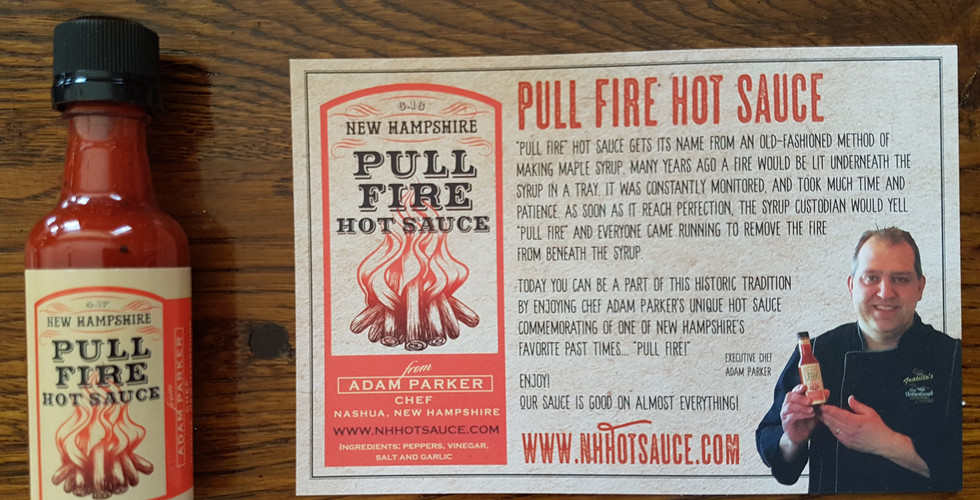 NEW HAMPSHIRE
PULL
FIRE
HOT SAUCE
from
ADAM PARKER
CHEF
6-13
NEW HAMPSHIRE
PULL
FIRE
HOT SAUCE
from
ADAM PARKER
CHEF
NASHUA, NEW HAMPSHIRE
WWW.NHHOTSAUCE.COM
INGREDIENTS: PEPPERS, VINEGAR,
SALT AND GARLIC
PULL FIRE HOT SAUCE
"PULL FIRE" HOT SAUCE GETS ITS NAME FROM AN OLD-FASHIONED METHOD OF
MAKING MAPLE SYRUP. MANY YEARS AGO A FIRE WOULD BE LIT UNDERNEATH THE
SYRUP IN A TRAY. IT WAS CONSTANTLY MONITORED, AND TOOK MUCH TIME AND
PATIENCE. AS SOON AS IT REACH PERFECTION, THE SYRUP CUSTODIAN WOULD YELL
"PULL FIRE" AND EVERYONE CAME RUNNING TO REMOVE THE FIRE
FROM BENEATH THE SYRUP.
TODAY YOU CAN BE A PART OF THIS HISTORIC TRADITION
BY ENJOYING CHEF ADAM PARKER'S UNIQUE HOT SAUCE
COMMEMORATING OF ONE OF NEW HAMPSHIRE'S
FAVORITE PAST TIMES... "PULL FIRE!"
ENJOY!
OUR SAUCE IS GOOD ON ALMOST EVERYTHING!
WWW.NHHOTSAUCE.COM
EXECUTIVE CHEF
ADAM PARKER